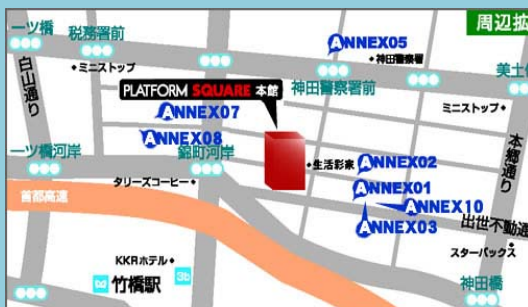 周辺拡
一ツ橋
税務署前
ANNEX05
神田警察署
ミニストップ
白山通り
PLATFORM SQUARE 本館
神田警察署前
美土代
ANNEX07
ミニストップ
ANNEX08
本郷通り
一ツ橋河岸
錦町河岸
生活彩家
ANNEX02
タリーズコーヒー
ANNEX01
首都高速
ANNEX10
出世不動通
ANNEX03
スターバックス
KKRホテル
竹橋駅
3b
神田橋